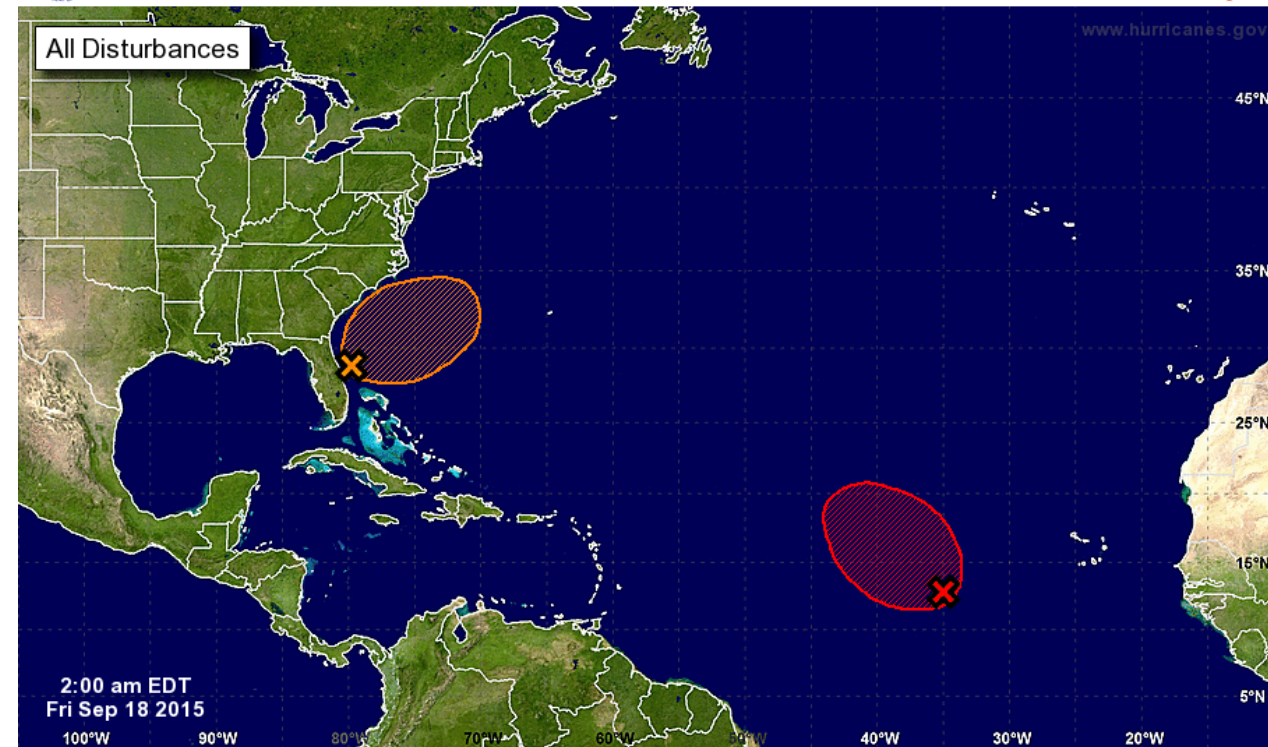 www.hurricanes.gov
All Disturbances
45°N
35°N
25°N
15°N
5°N
2:00 am EDT
Fri Sep 18 2015
100°W 90°W 80°W 70°W 60°W 50°W 40°W 30°W 20°W